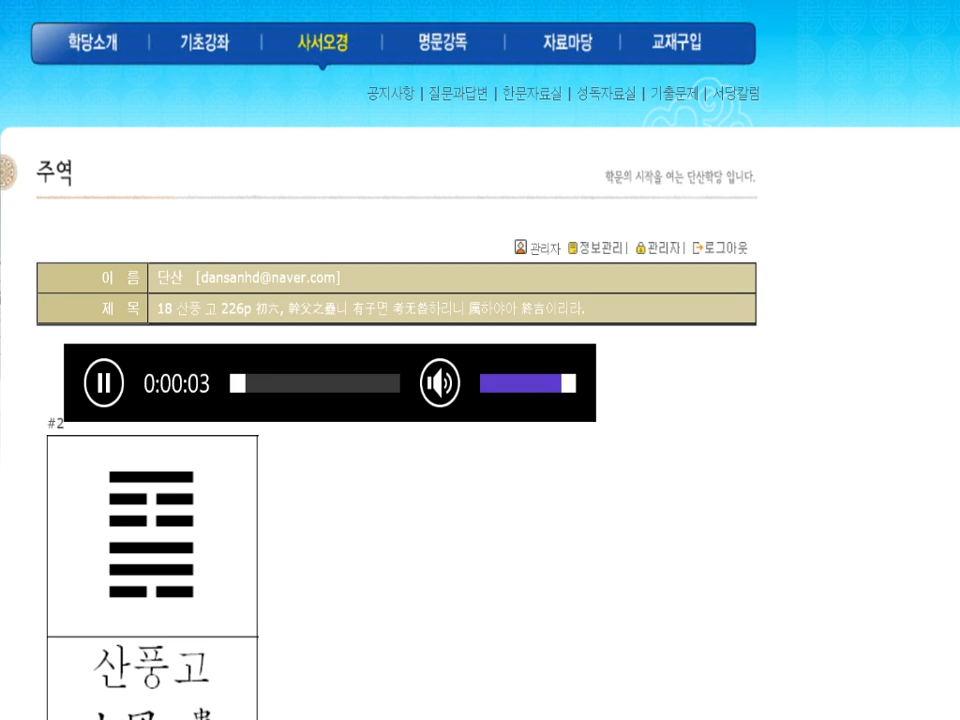 학당소개 | 기초강좌 | 사서오경 | 명문강독 | 자료마당 | 교재구입
공지사항 | 질문과답변 | 한문자료실 | 성독자료실 | 기출문제 | 서당칼럼
주역
학문의 시작을 여는 단산학당 입니다.
관리자 정보관리 | 관리자 | 로그아웃
이 름 단산 [dansanhd@naver.com]
제 목 18 산풍 고 226p 初六, 幹父之蠱니 有子면 考无咎하리니 厲하야아 終吉이리라.
0:00:03
#2
산풍고